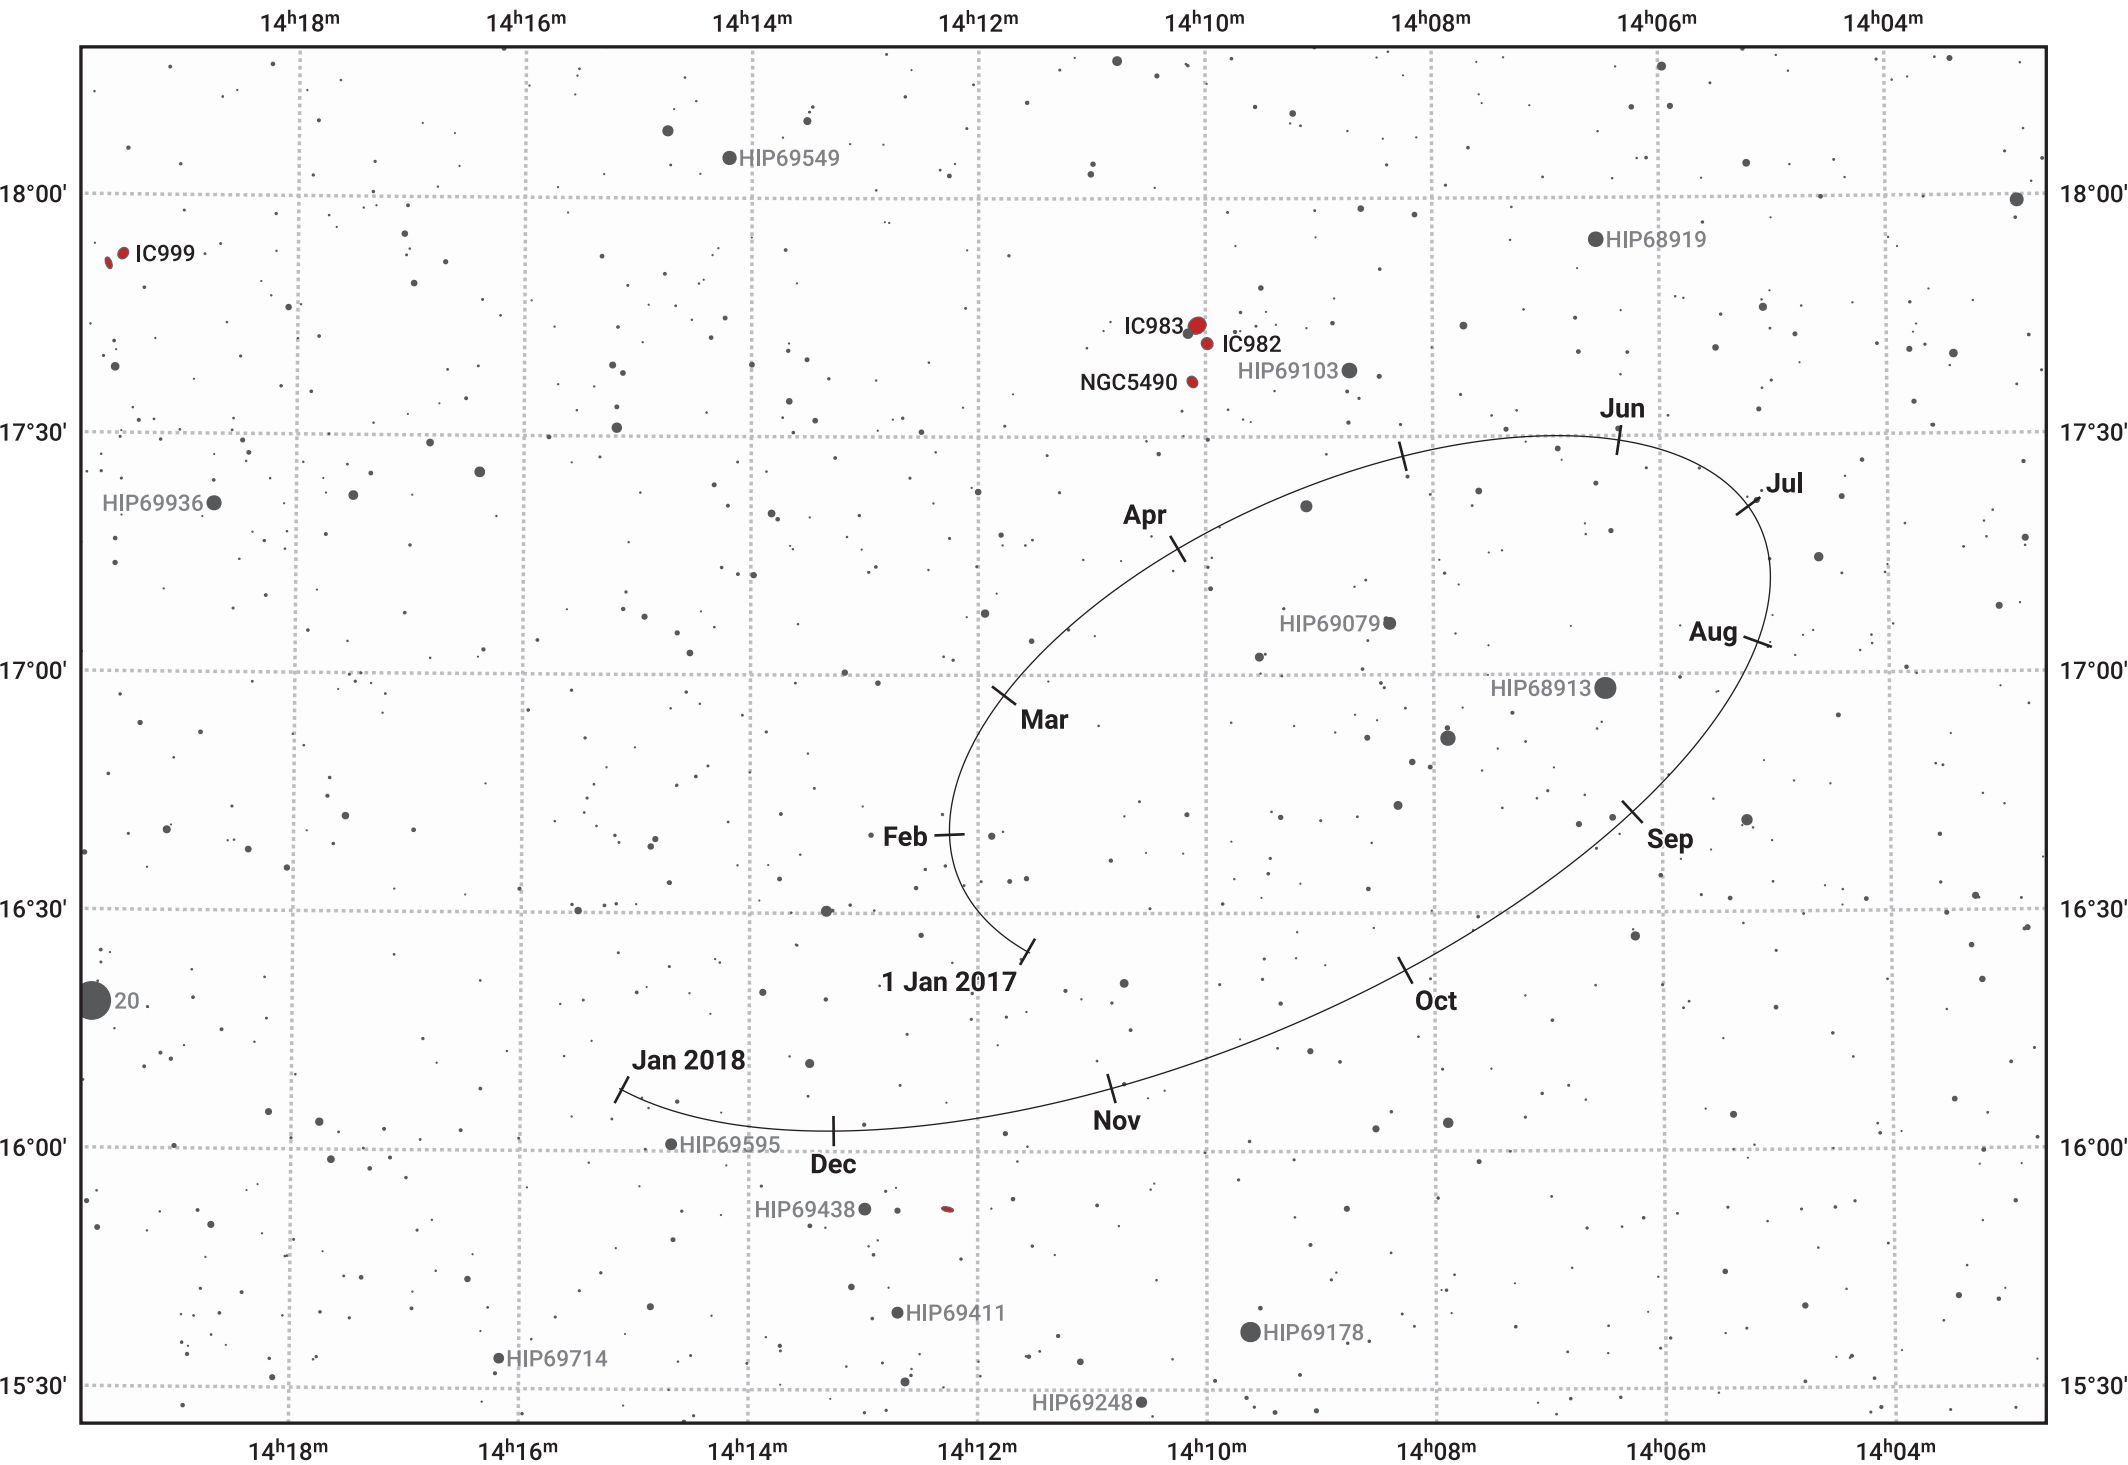 14ʰ18ᵐ 14ʰ16ᵐ 14ʰ14ᵐ 14ʰ12ᵐ 14ʰ10ᵐ 14ʰ08ᵐ 14ʰ06ᵐ 14ʰ04ᵐ
HIP69549
18°00' 18°00'
HIP68919
IC999
IC983
IC982
HIP69103
NGC5490
Jun
17°30' 17°30'
Jul
HIP69936
Apr
HIP69079
Aug
17°00' 17°00'
HIP68913
Mar
Feb
Sep
16°30' 16°30'
1 Jan 2017
20
Oct
Jan 2018
Nov
16°00' 16°00'
HIP69595
Dec
HIP69438
HIP69411
HIP69178
HIP69714
15°30' 15°30'
HIP69248
14ʰ18ᵐ 14ʰ16ᵐ 14ʰ14ᵐ 14ʰ12ᵐ 14ʰ10ᵐ 14ʰ08ᵐ 14ʰ06ᵐ 14ʰ04ᵐ